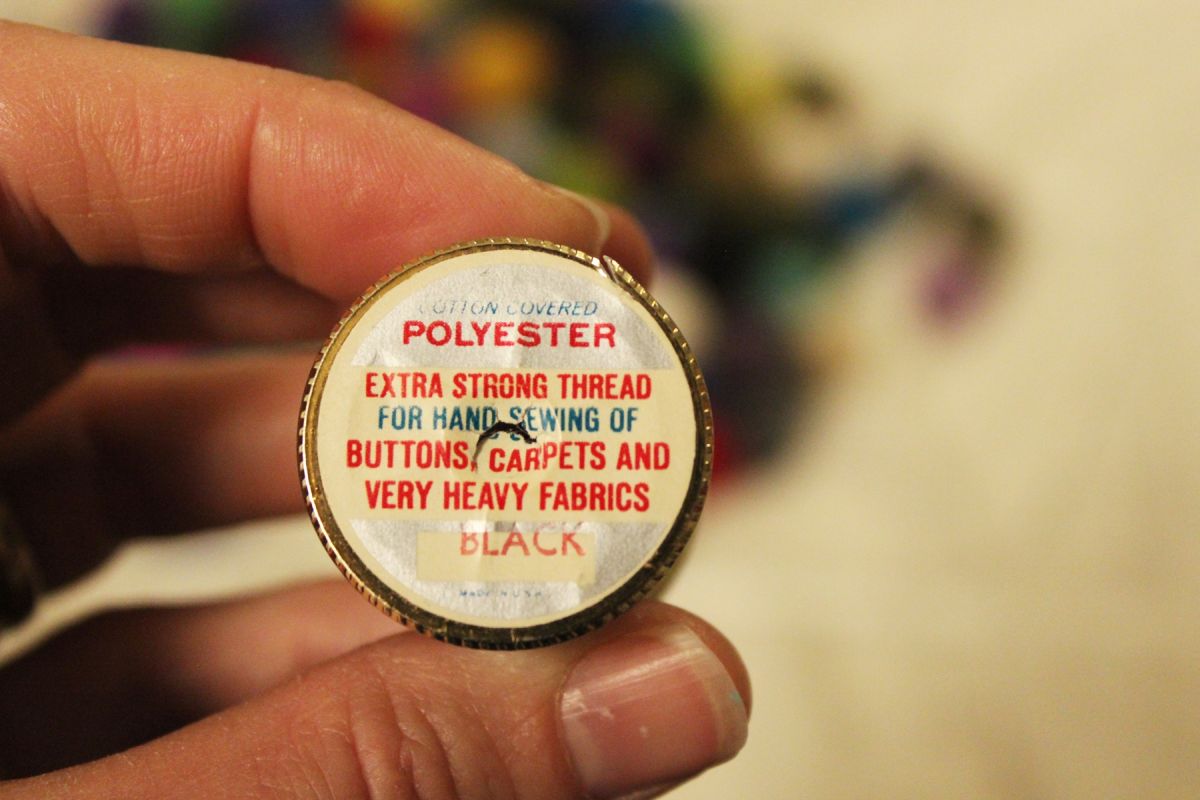 COTTON COVERED
POLYESTER
EXTRA STRONG THREAD
FOR HAND SEWING OF
BUTTONS, CARPETS AND
VERY HEAVY FABRICS
BLACK
MADE IN U.S.A.